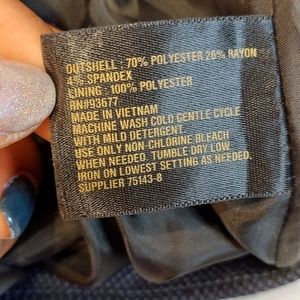 OUTSHELL : 70% POLYESTER 26% RAYON
4% SPANDEX
LINING : 100% POLYESTER
RN#93677
MADE IN VIETNAM
MACHINE WASH COLD GENTLE CYCLE
WITH MILD DETERGENT.
USE ONLY NON-CHLORINE BLEACH
WHEN NEEDED. TUMBLE DRY LOW.
IRON ON LOWEST SETTING AS NEEDED.
SUPPLIER 75143-8